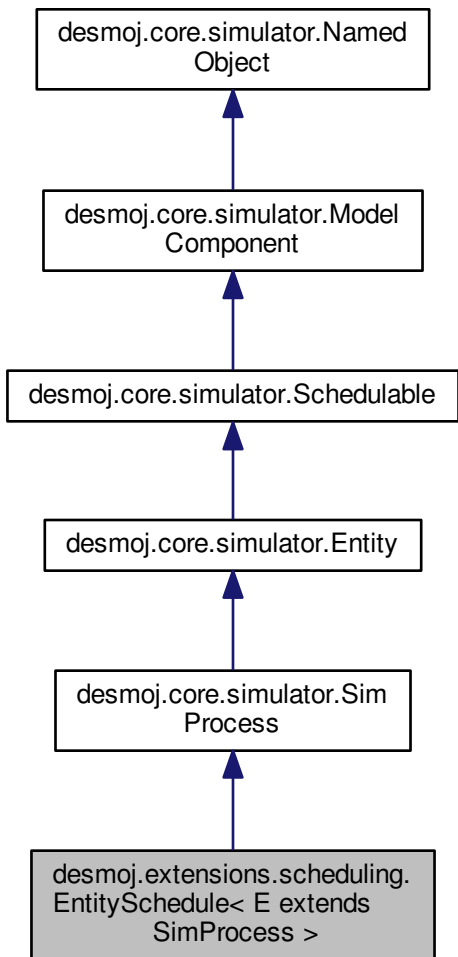 desmoj.core.simulator.Named
Object
desmoj.core.simulator.Model
Component
desmoj.core.simulator.Schedulable
desmoj.core.simulator.Entity
desmoj.core.simulator.Sim
Process
desmoj.extensions.scheduling.
EntitySchedule< E extends
SimProcess >